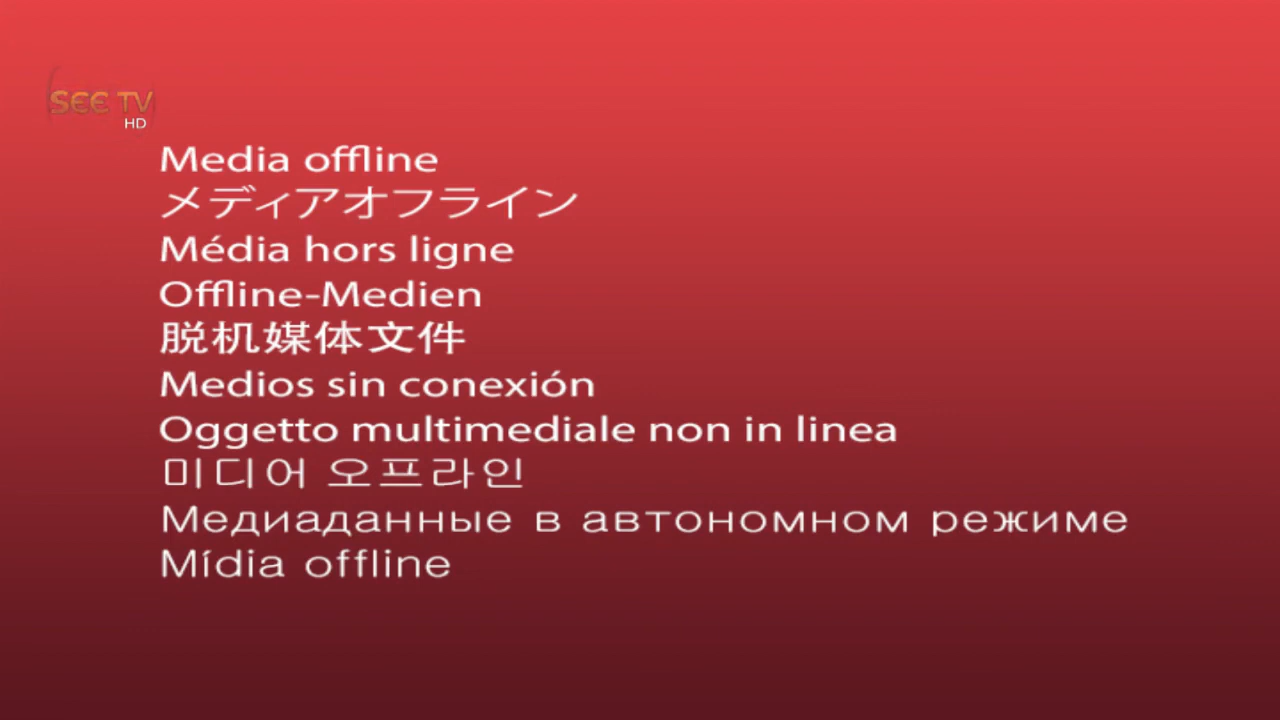 SEE TV
HD
Media offline
メディアオフライン
Média hors ligne
Offline-Medien
脱机媒体文件
Medios sin conexión
Oggetto multimediale non in linea
미디어 오프라인
Медиаданные в автономном режиме
Mídia offline